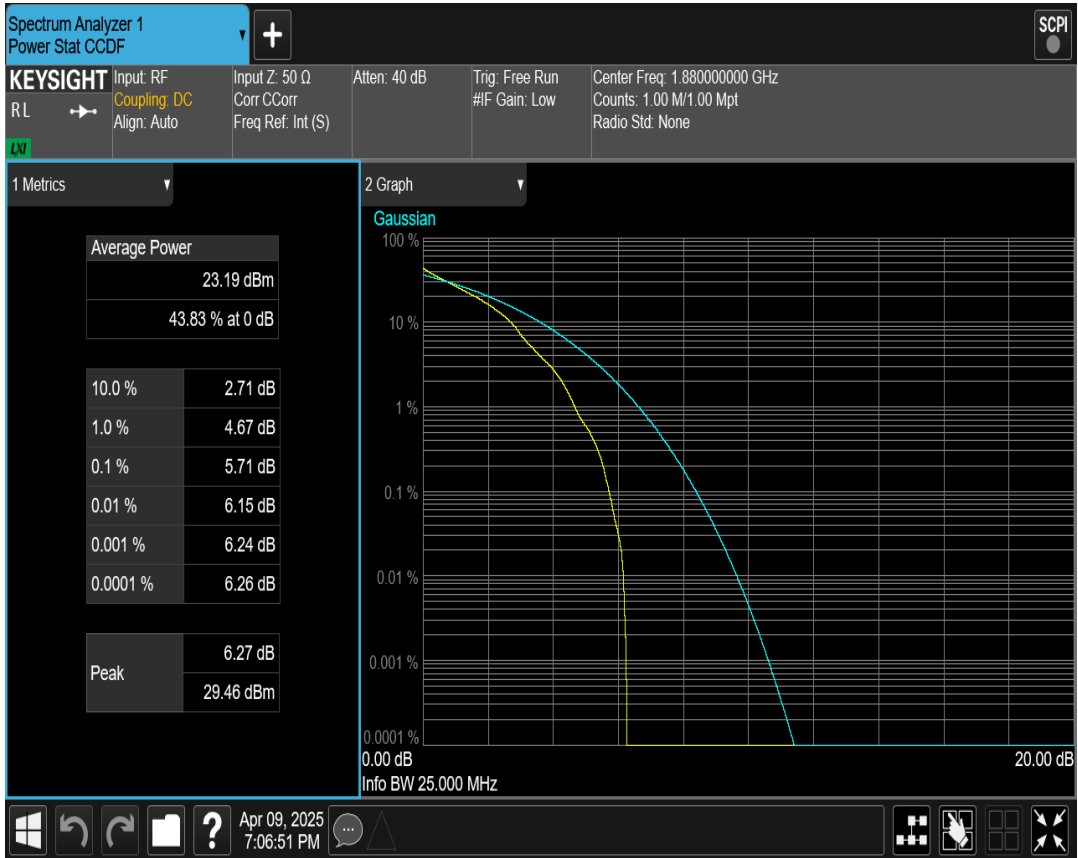 Spectrum Analyzer 1
Power Stat CCDF
SCPI
KEYSIGHT
RL
LXI
Input: RF
Coupling: DC
Align: Auto
Input Z: 50 Ω
Corr CCorr
Freq Ref: Int (S)
Atten: 40 dB
Trig: Free Run
#IF Gain: Low
Center Freq: 1.880000000 GHz
Counts: 1.00 M/1.00 Mpt
Radio Std: None
1 Metrics
Average Power
23.19 dBm
43.83 % at 0 dB
10.0 % 2.71 dB
1.0 % 4.67 dB
0.1 % 5.71 dB
0.01 % 6.15 dB
0.001 % 6.24 dB
0.0001 % 6.26 dB
Peak
6.27 dB
29.46 dBm
2 Graph
Gaussian
100 %
10 %
1 %
0.1 %
0.01 %
0.001 %
0.0001 %
0.00 dB 20.00 dB
Info BW 25.000 MHz
?
Apr 09, 2025
7:06:51 PM